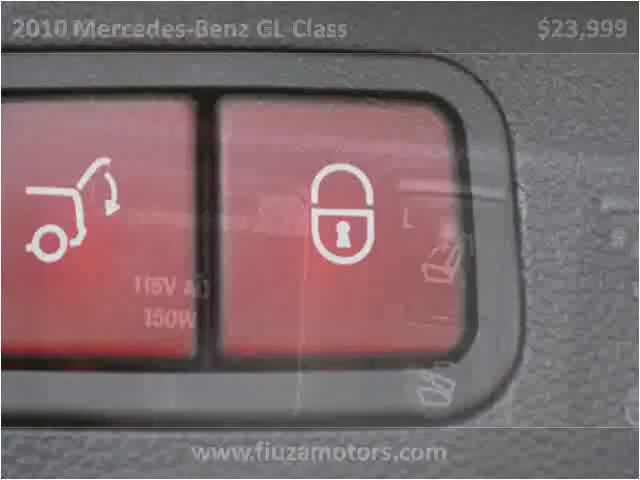 2010 Mercedes-Benz GL Class $23,999
L
115V AC
150W
www.fiuzamotors.com